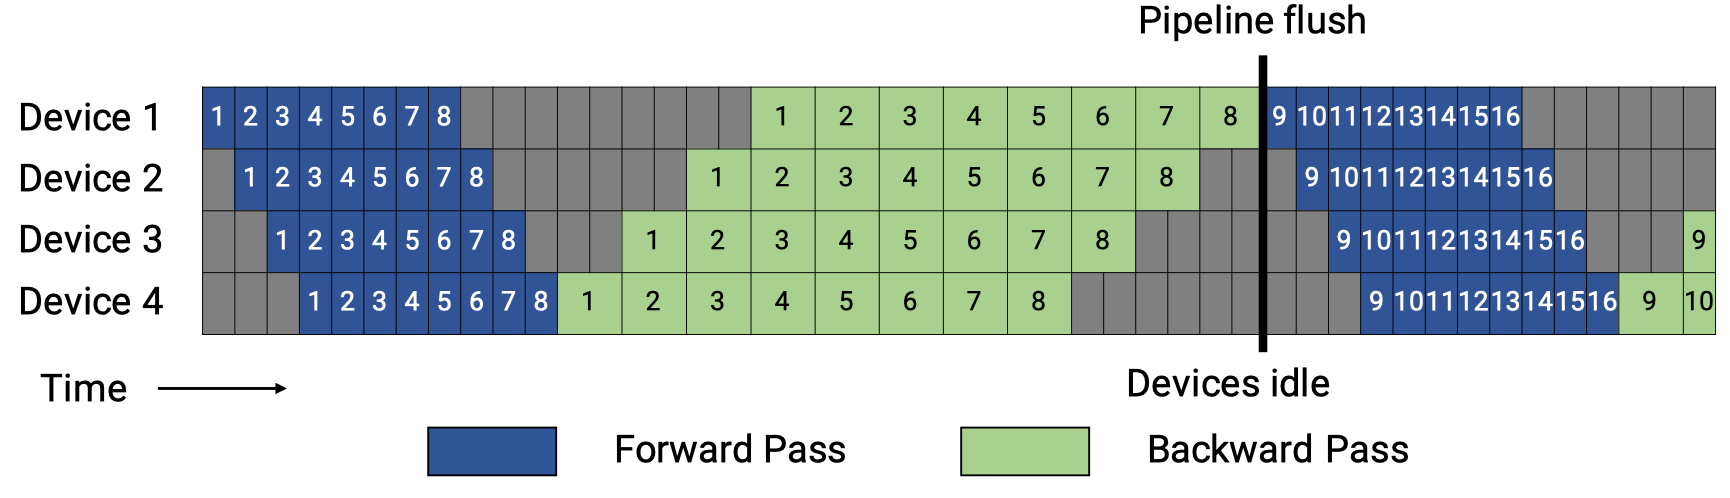 Pipeline flush
Device 1 1 2 3 4 5 6 7 8 1 2 3 4 5 6 7 8 9 10 11 12 13 14 15 16
Device 2 1 2 3 4 5 6 7 8 1 2 3 4 5 6 7 8 9 10 11 12 13 14 15 16
Device 3 1 2 3 4 5 6 7 8 1 2 3 4 5 6 7 8 9 10 11 12 13 14 15 16 9
Device 4 1 2 3 4 5 6 7 8 1 2 3 4 5 6 7 8 9 10 11 12 13 14 15 16 9 10
Time
Devices idle
Forward Pass
Backward Pass